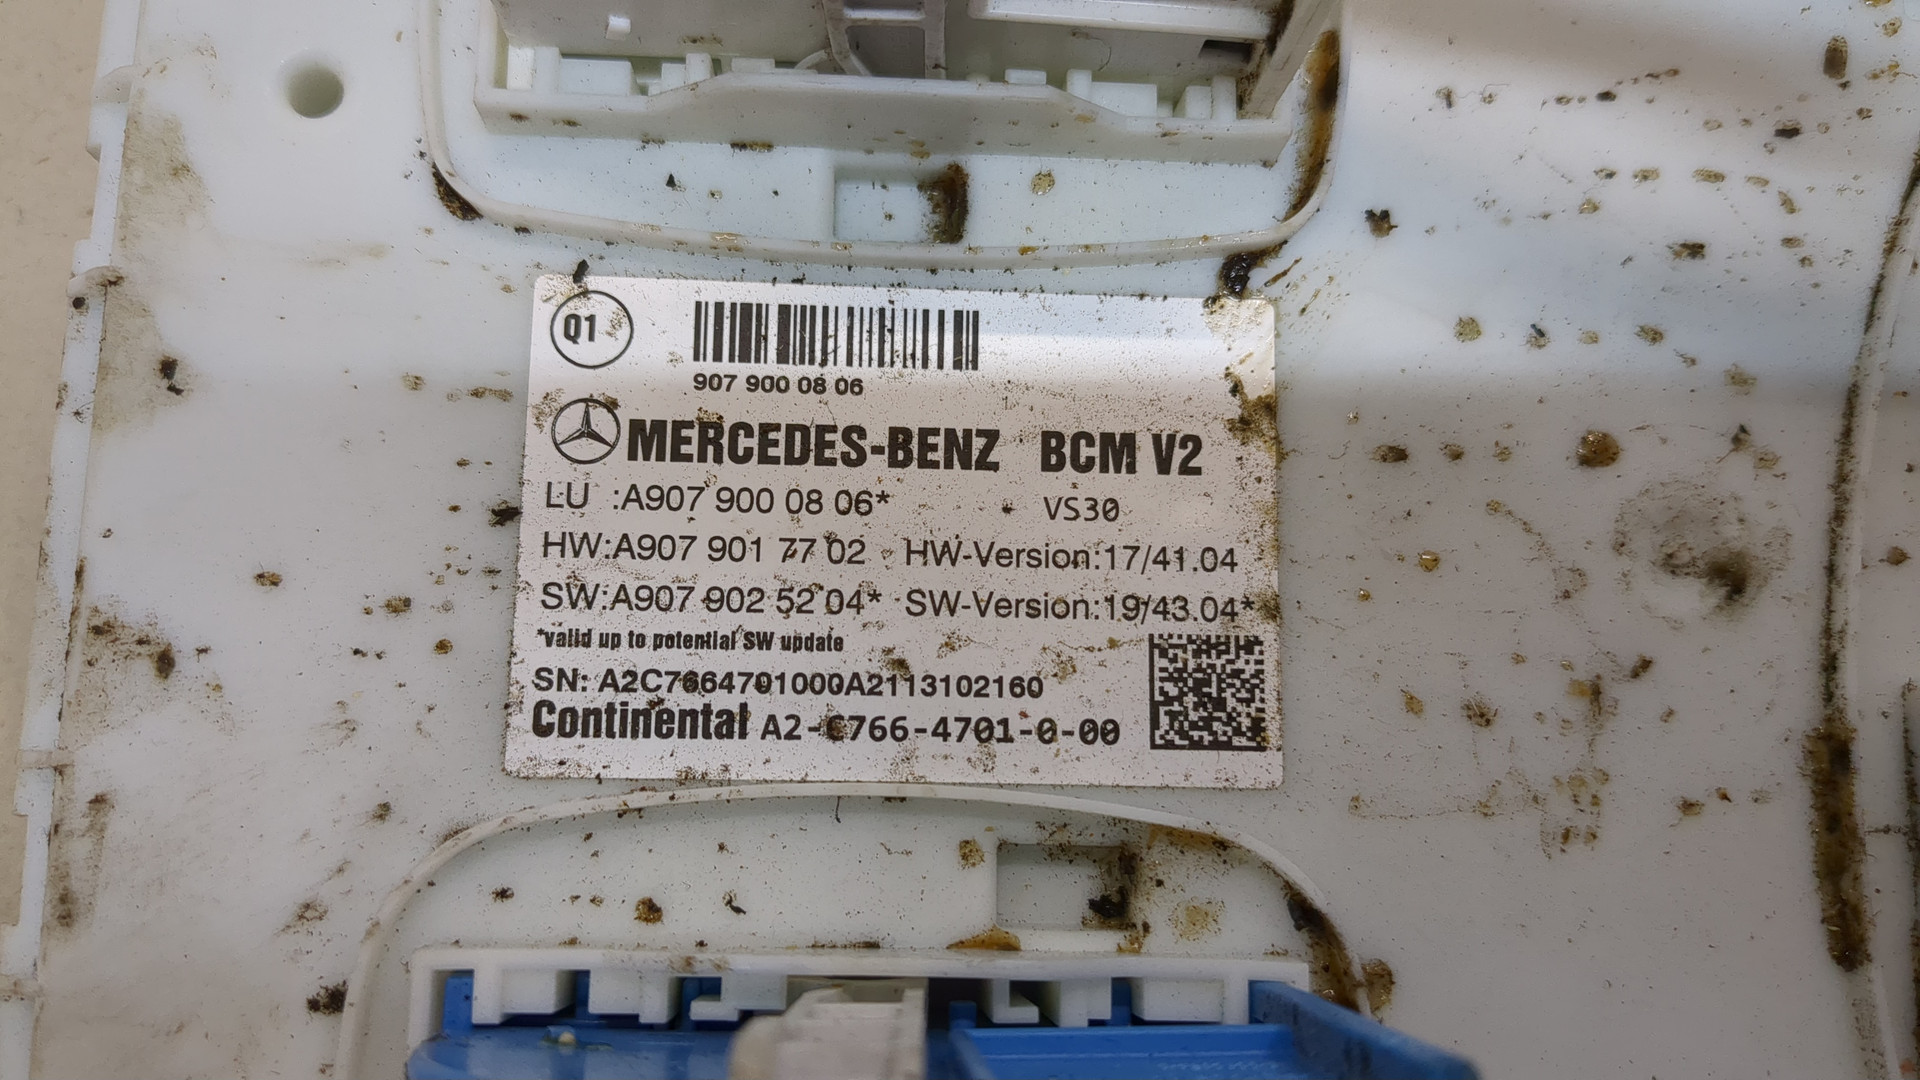 Q1
907 900 08 06
MERCEDES-BENZ BCM V2
LU :A907 900 08 06* VS30
HW:A907 901 77 02 HW-Version:17/41.04
SW:A907 902 52 04* SW-Version:19/43.04*
*valid up to potential SW update
SN: A2C7664701000A2113102160
Continental A2-C766-4701-0-00